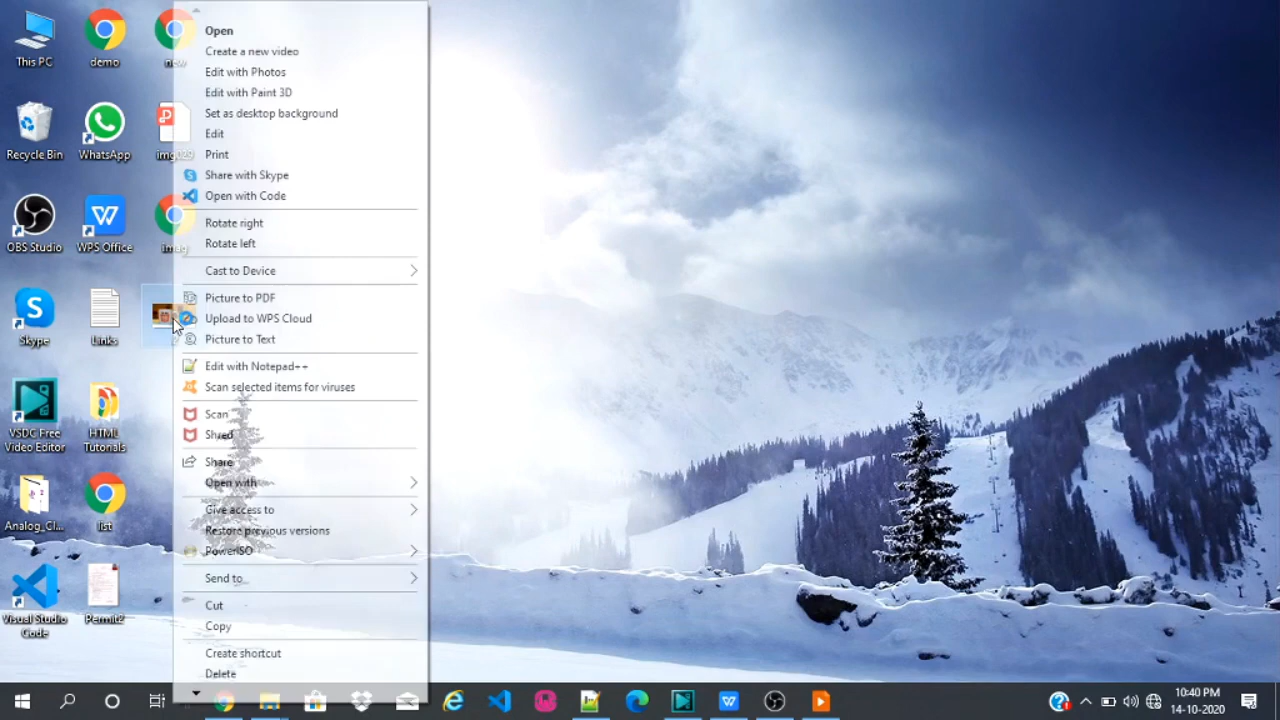 This PC
demo
new
Recycle Bin
WhatsApp
OBS Studio
WPS Office
Skype
Links
VSDC Free
Video Editor
HTML
Tutorials
Analog_Cl...
list
Visual Studio
Code
Permit2
Open
Create a new video
Edit with Photos
Edit with Paint 3D
Set as desktop background
Edit
Print
Share with Skype
Open with Code
Rotate right
Rotate left
Cast to Device
Picture to PDF
Upload to WPS Cloud
Picture to Text
Edit with Notepad++
Scan selected items for viruses
Scan
Shred
Share
Open with
Give access to
Restore previous versions
PowerISO
Send to
Cut
Copy
Create shortcut
Delete
10:40 PM
14-10-2020